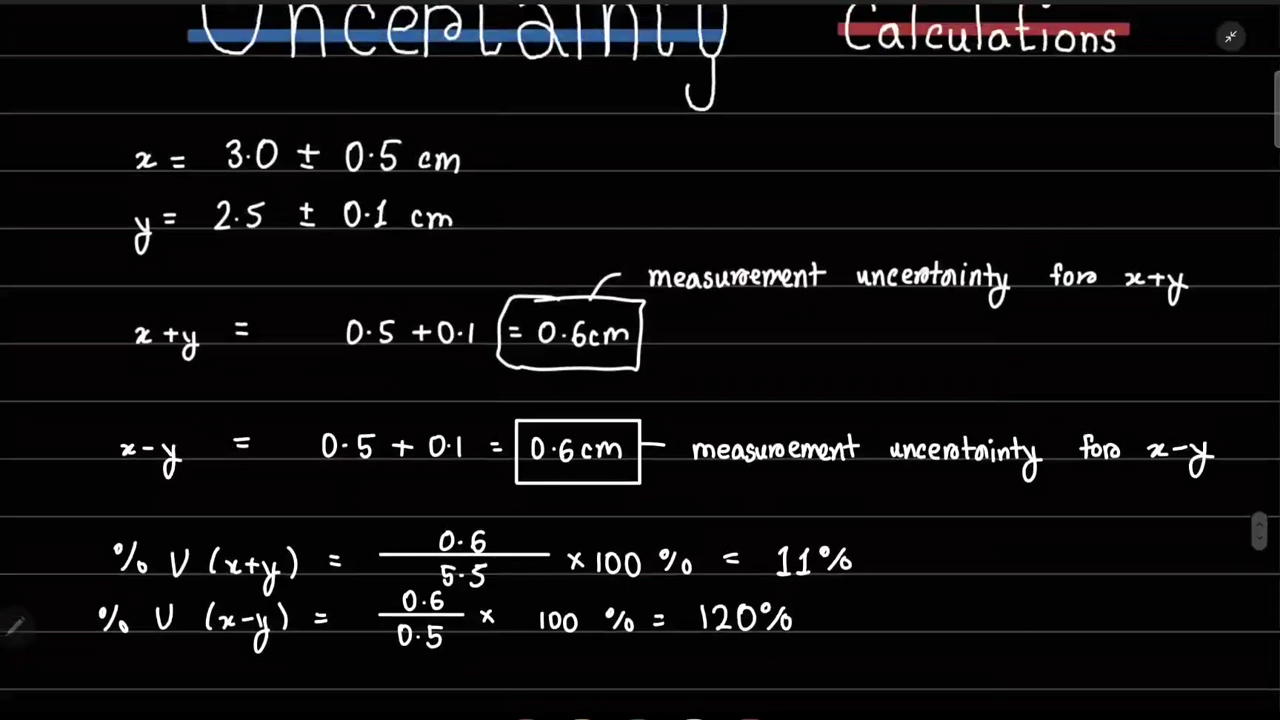 Uncertainty Calculations
x = 3.0 ± 0.5 cm
y = 2.5 ± 0.1 cm
measurement uncertainty for x+y
x+y = 0.5 + 0.1 = 0.6cm
x-y = 0.5 + 0.1 = 0.6cm measurement uncertainty for x-y
% U (x+y) = 0.6/5.5 × 100 % = 11%
% U (x-y) = 0.6/0.5 × 100 % = 120%